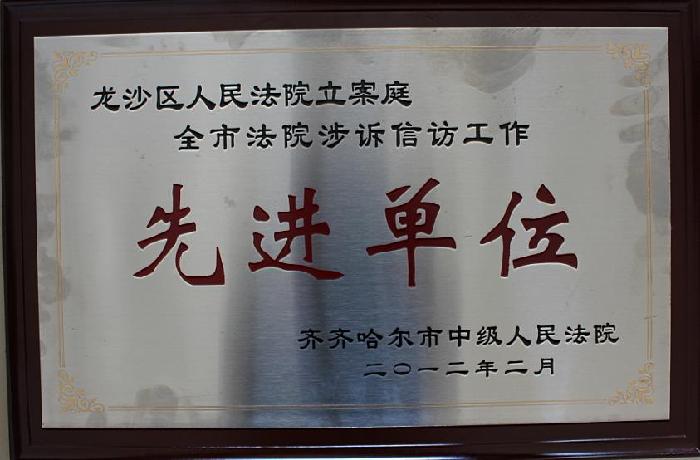 龙沙区人民法院立案庭
全市法院涉诉信访工作
先进单位
齐齐哈尔市中级人民法院
二〇一二年二月